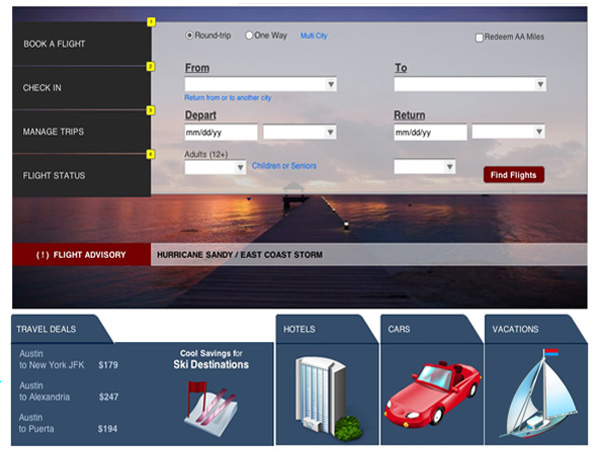 1
BOOK A FLIGHT
2
CHECK IN
3
MANAGE TRIPS
4
FLIGHT STATUS
Round-trip One Way Multi City Redeem AA Miles
From To
Return from or to another city
Depart Return
mm/dd/yy mm/dd/yy
Adults (12+)
Children or Seniors
Find Flights
( ! ) FLIGHT ADVISORY HURRICANE SANDY / EAST COAST STORM
TRAVEL DEALS
Austin
to New York JFK $179
Austin
to Alexandria $247
Austin
to Puerta $194
Cool Savings for
Ski Destinations
HOTELS
CARS
VACATIONS